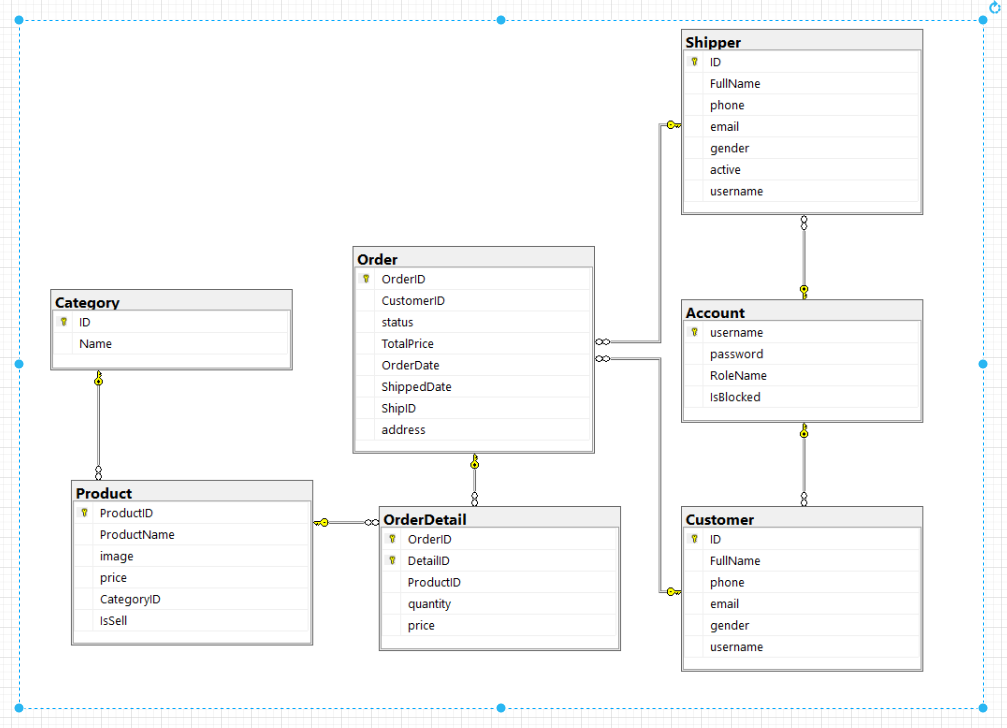 Shipper
ID
FullName
phone
email
gender
active
username
Order
OrderID
CustomerID
status
TotalPrice
OrderDate
ShippedDate
ShipID
address
Category
ID
Name
Account
username
password
RoleName
IsBlocked
Product
ProductID
ProductName
image
price
CategoryID
IsSell
OrderDetail
OrderID
DetailID
ProductID
quantity
price
Customer
ID
FullName
phone
email
gender
username